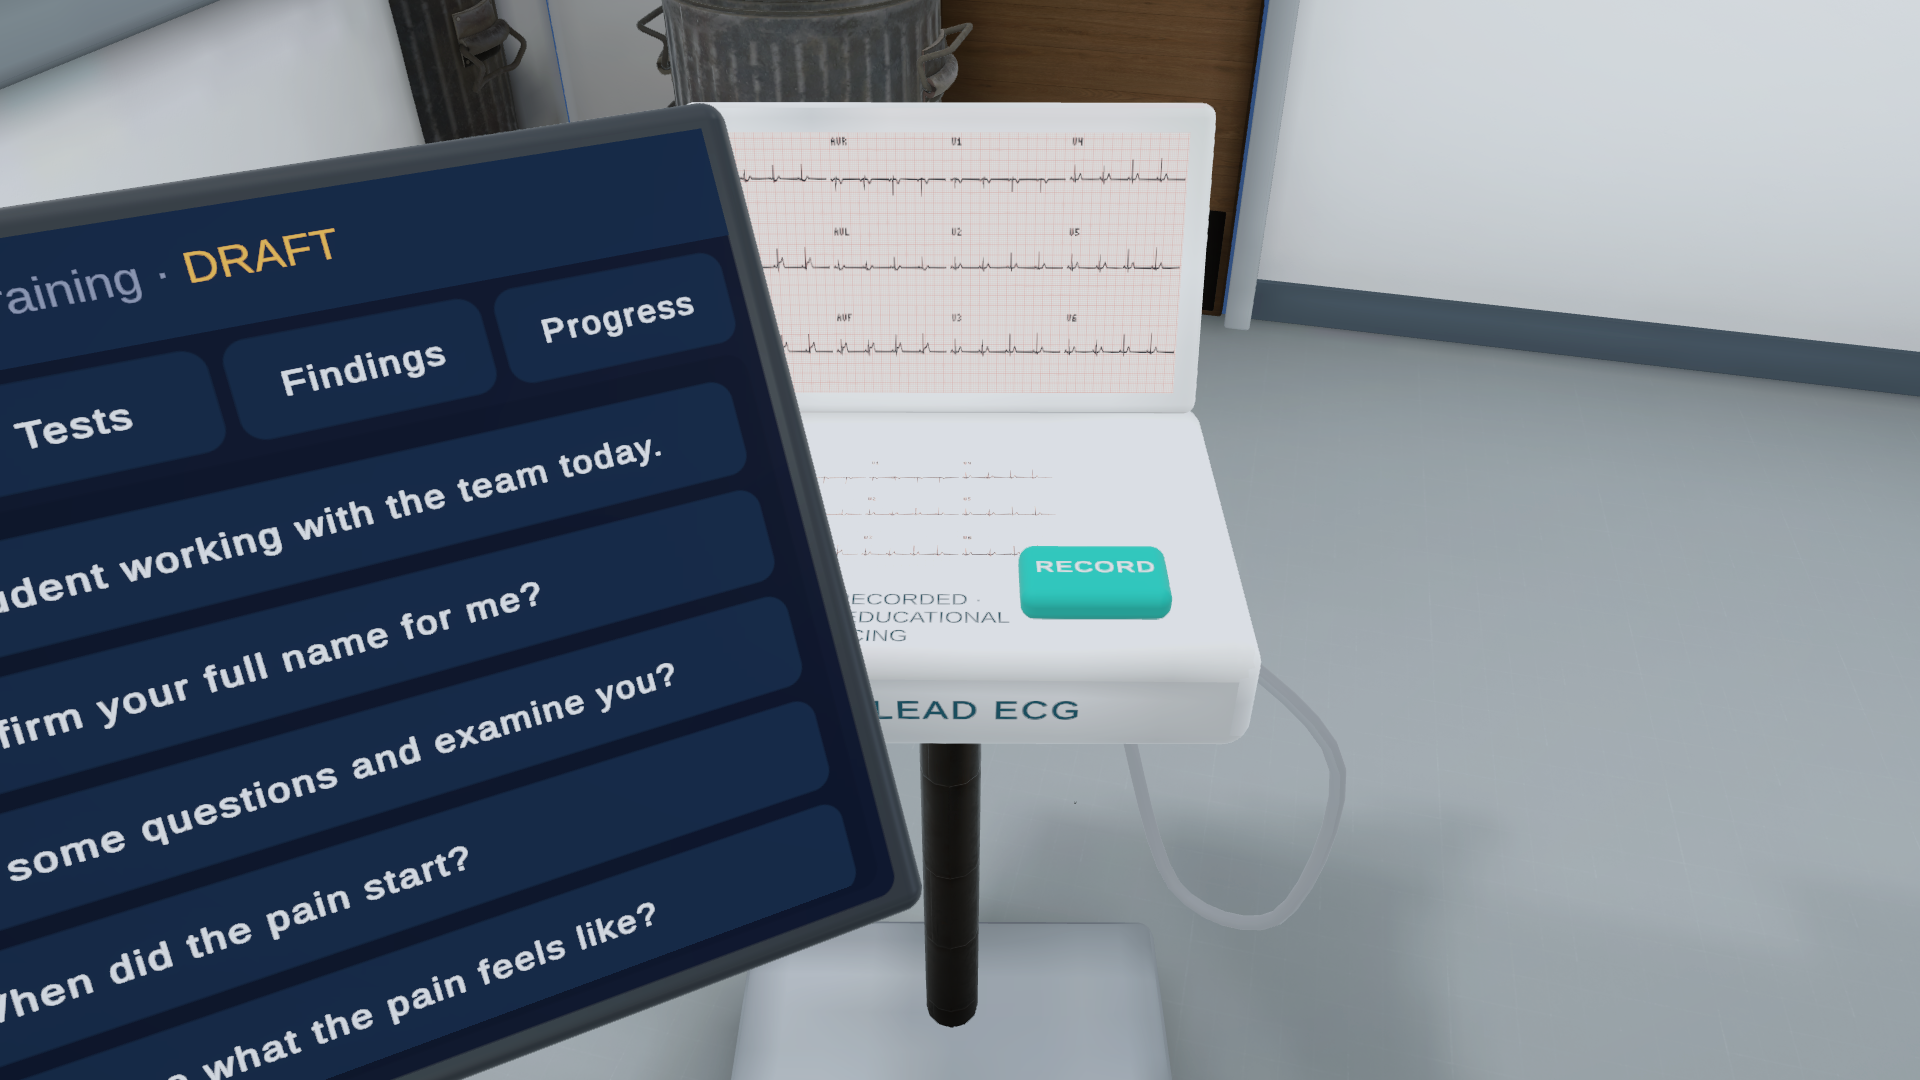 raining · DRAFT
Tests
Findings
Progress
udent working with the team today.
firm your full name for me?
some questions and examine you?
When did the pain start?
what the pain feels like?
AVR
V1
V4
AVL
V2
V5
AVF
V3
V6
RECORD
RECORDED ·
EDUCATIONAL
CING
LEAD ECG